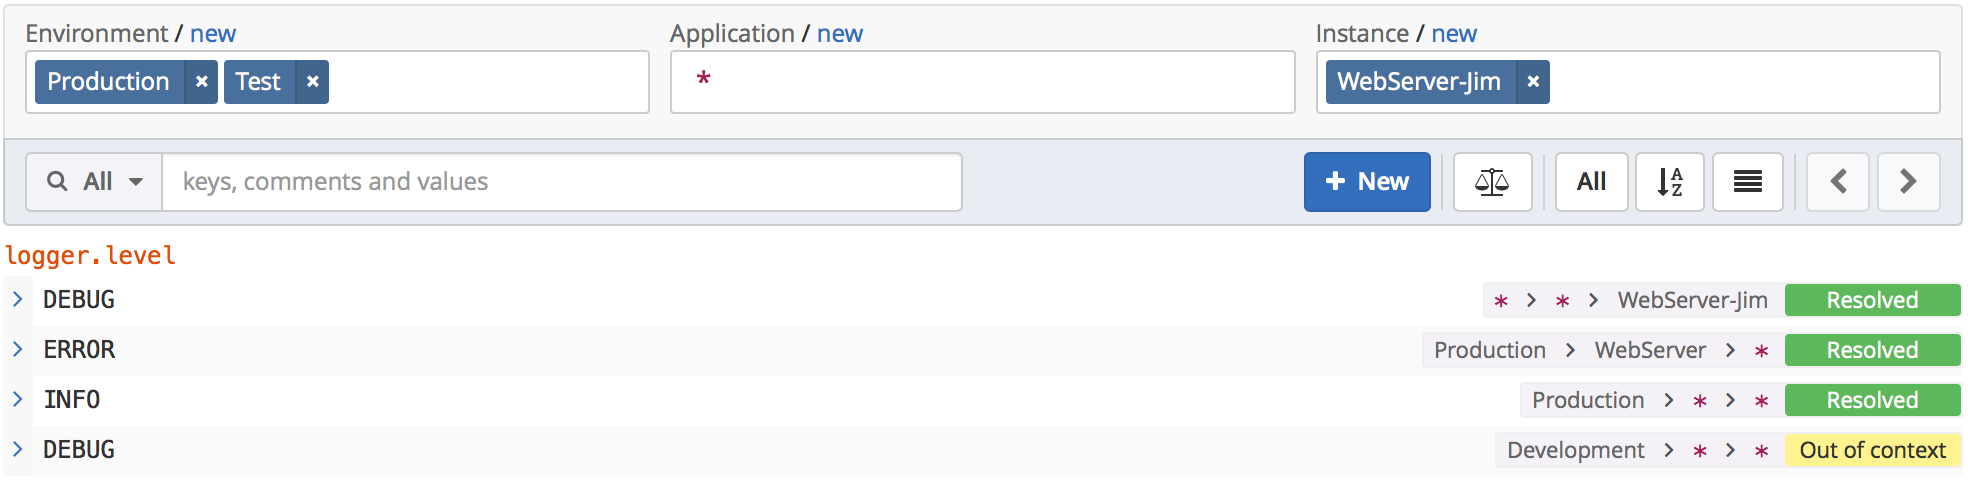 Environment / new Application / new Instance / new
Production × Test × * WebServer-Jim ×
All keys, comments and values + New All A Z
logger.level
> DEBUG * > * > WebServer-Jim Resolved
> ERROR Production > WebServer > * Resolved
> INFO Production > * > * Resolved
> DEBUG Development > * > * Out of context